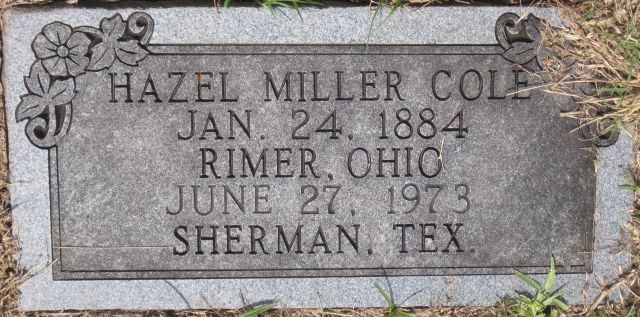 HAZEL MILLER COLE
JAN. 24, 1884
RIMER, OHIO
JUNE 27, 1973
SHERMAN, TEX.